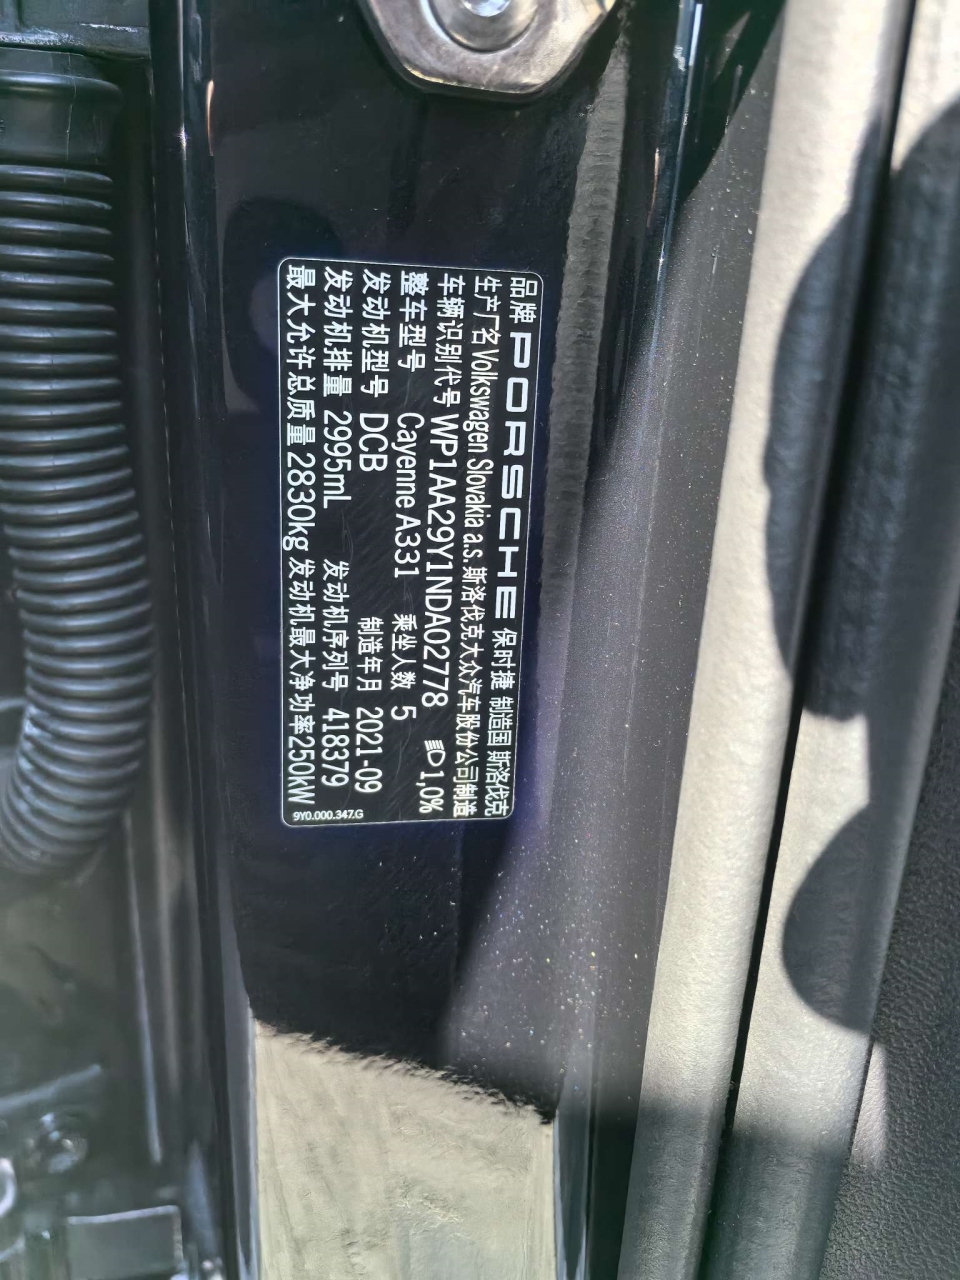 品牌 PORSCHE 保时捷 制造国 斯洛伐克
生产厂名 Volkswagen Slovakia a.s. 斯洛伐克大众汽车股份公司制造
车辆识别代号 WP1AA29Y1NDA02778 1,0%
整车型号 Cayenne A331 乘坐人数 5
发动机型号 DCB 制造年月 2021-09
发动机排量 2995mL 发动机序列号 418379
最大允许总质量 2830kg 发动机最大净功率250kW
9Y0.000.347.G